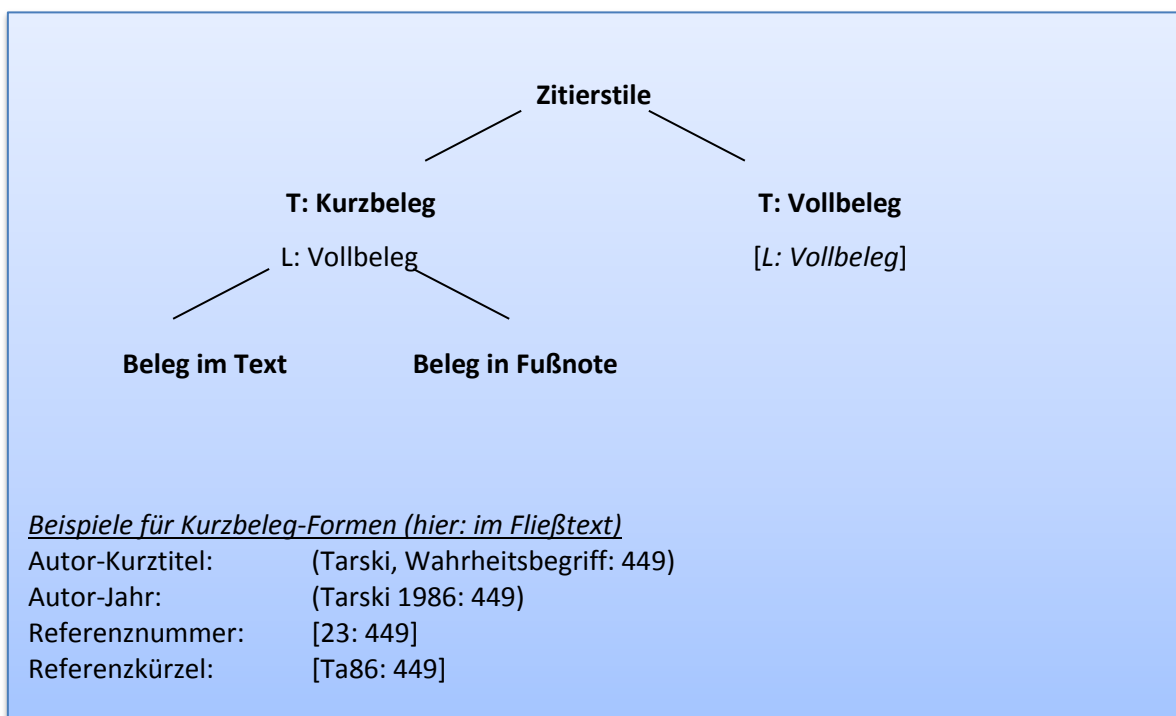 Zitierstile
T: Kurzbeleg T: Vollbeleg
L: Vollbeleg [L: Vollbeleg]
Beleg im Text Beleg in Fußnote
Beispiele für Kurzbeleg-Formen (hier: im Fließtext)
Autor-Kurztitel: (Tarski, Wahrheitsbegriff: 449)
Autor-Jahr: (Tarski 1986: 449)
Referenznummer: [23: 449]
Referenzkürzel: [Ta86: 449]